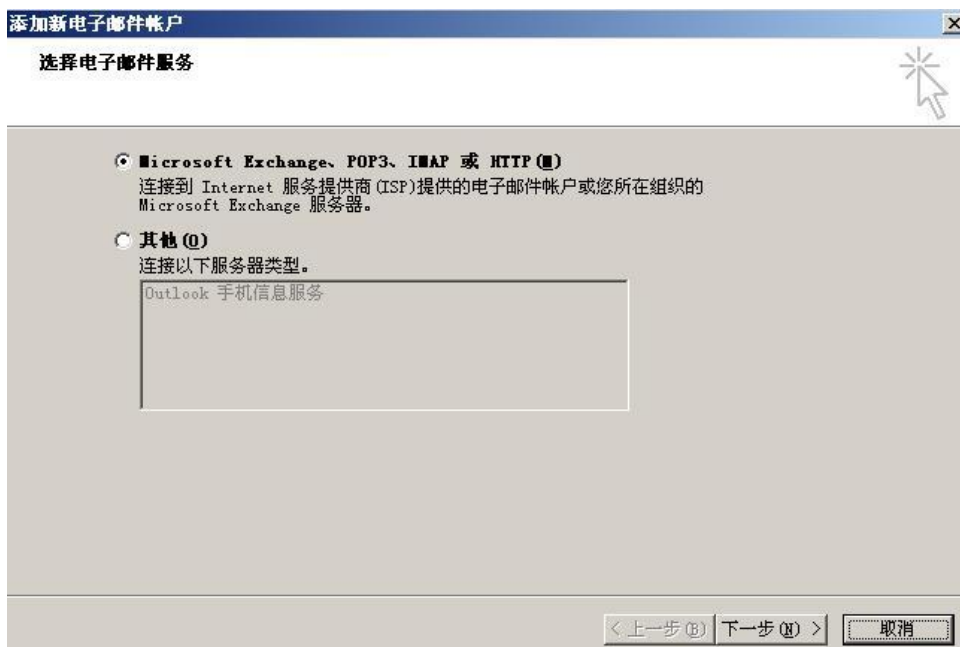 添加新电子邮件帐户
选择电子邮件服务
Microsoft Exchange、POP3、IMAP 或 HTTP(M)
连接到 Internet 服务提供商(ISP)提供的电子邮件帐户或您所在组织的
Microsoft Exchange 服务器。
其他(O)
连接以下服务器类型。
Outlook 手机信息服务
< 上一步(B) 下一步(N) > 取消